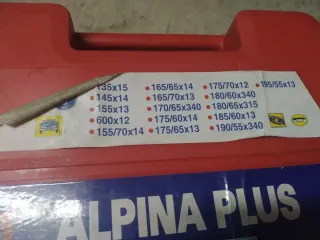 135x15
145x14
155x13
600x12
155/70x14
165/65x14
165/70x13
170/65x340
175/60x14
175/65x13
175/70x12
180/60x340
180/65x315
185/60x13
190/55x340
195/55x13
ALPINA PLUS